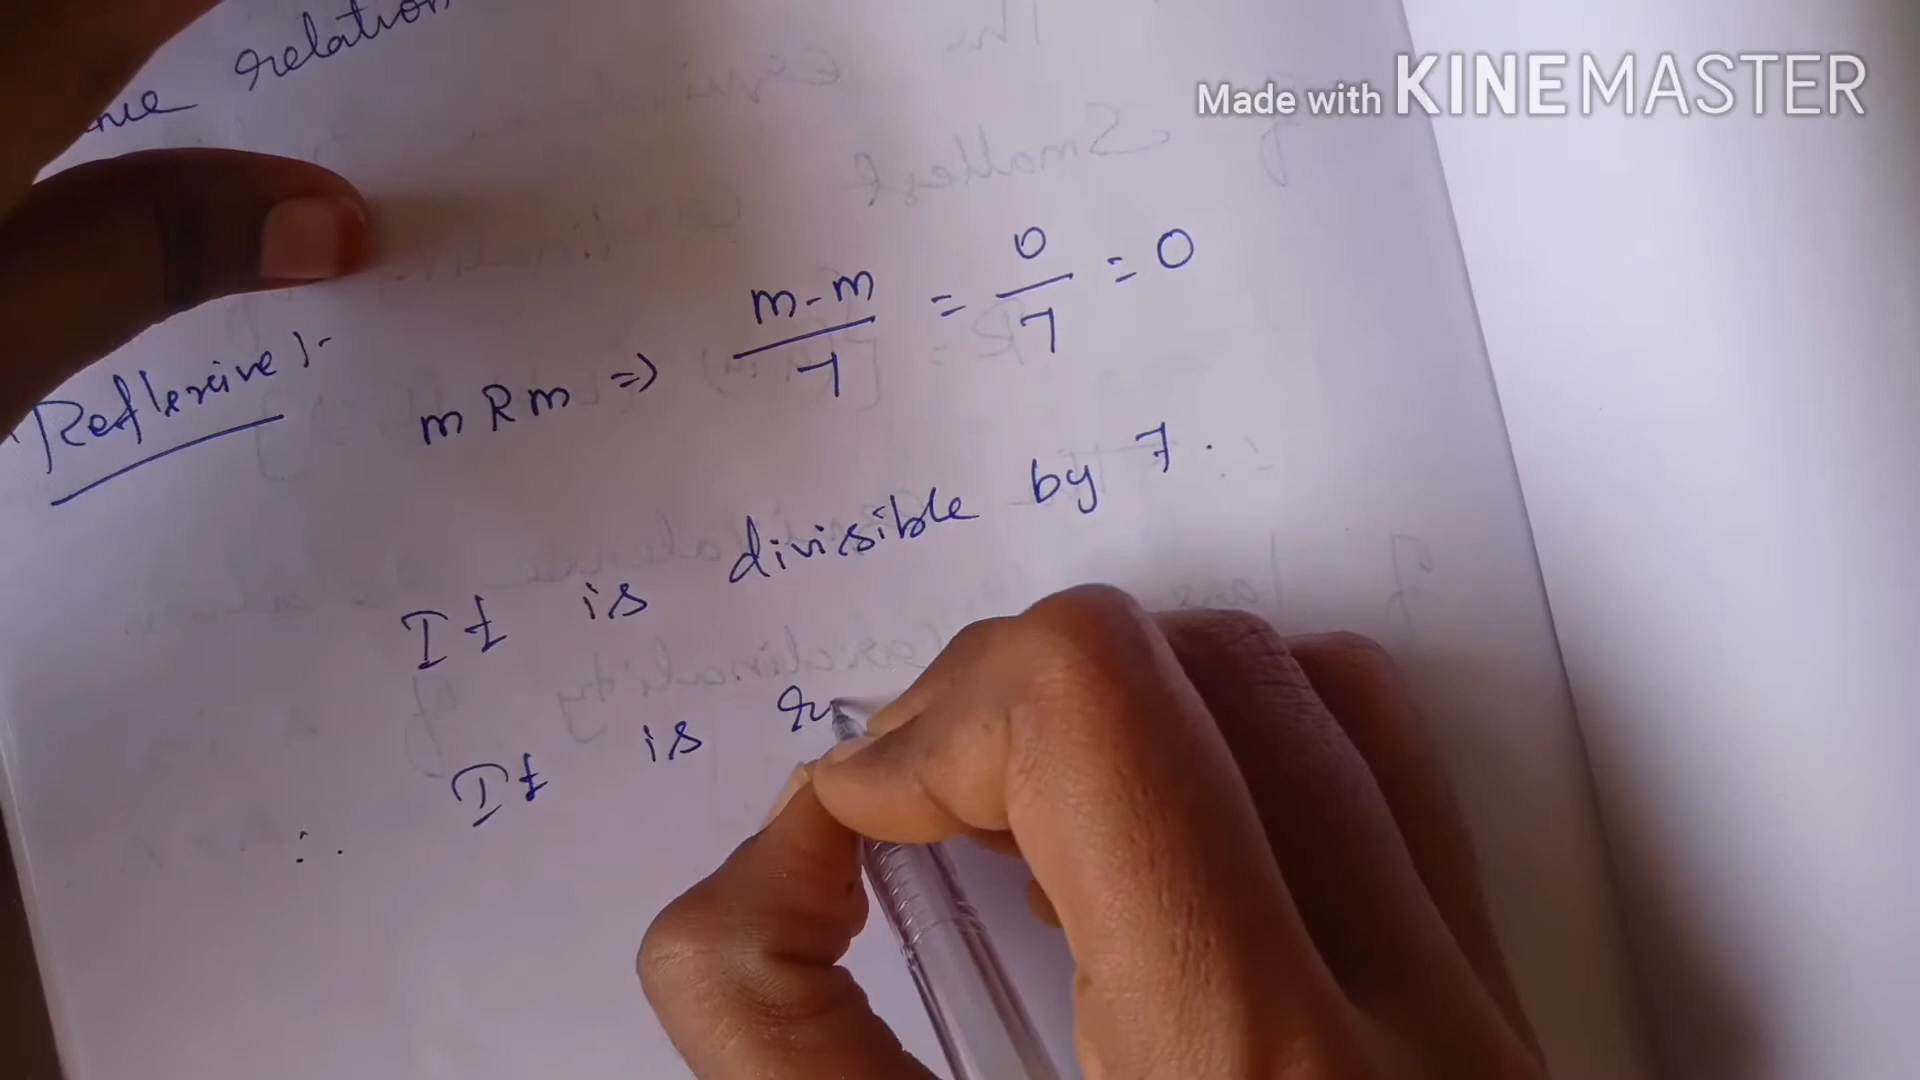 relation
Made with KINEMASTER
Reflexive :-
m R m => m-m / 7 = 0 / 7 = 0
It is divisible by 7.
∴ It is